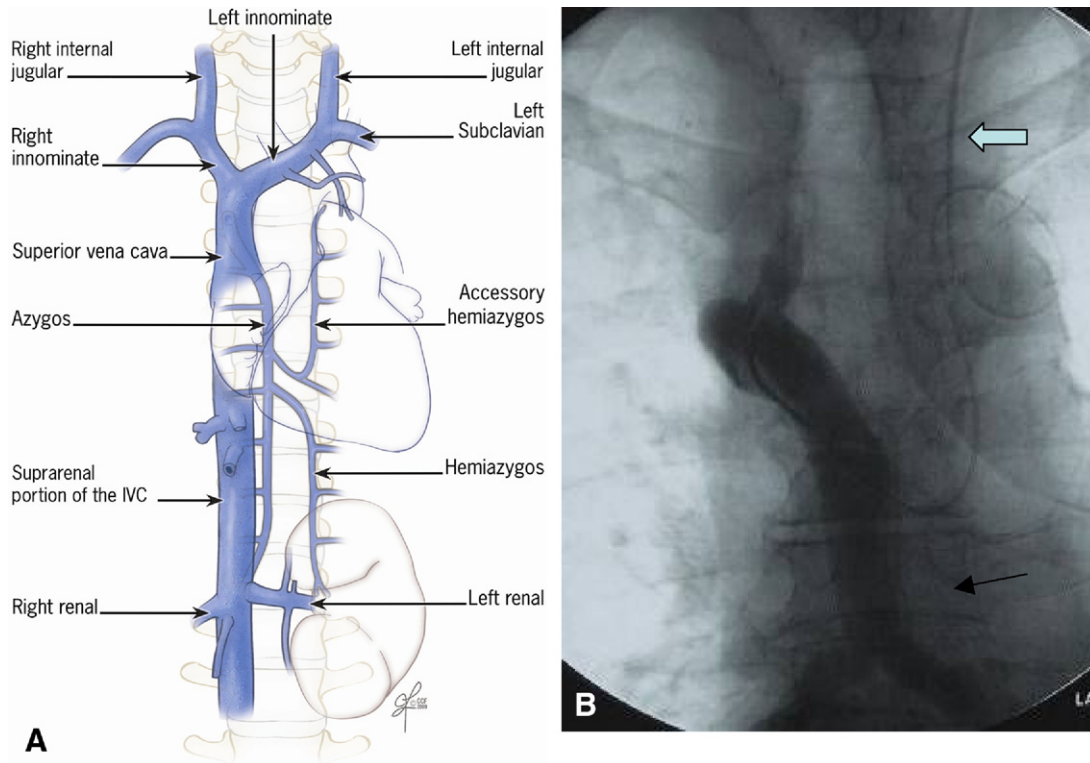 Left innominate
Right internal
jugular
Left internal
jugular
Left
Subclavian
Right
innominate
Superior vena cava
Azygos
Accessory
hemiazygos
Suprarenal
portion of the IVC
Hemiazygos
Right renal
Left renal
A
B